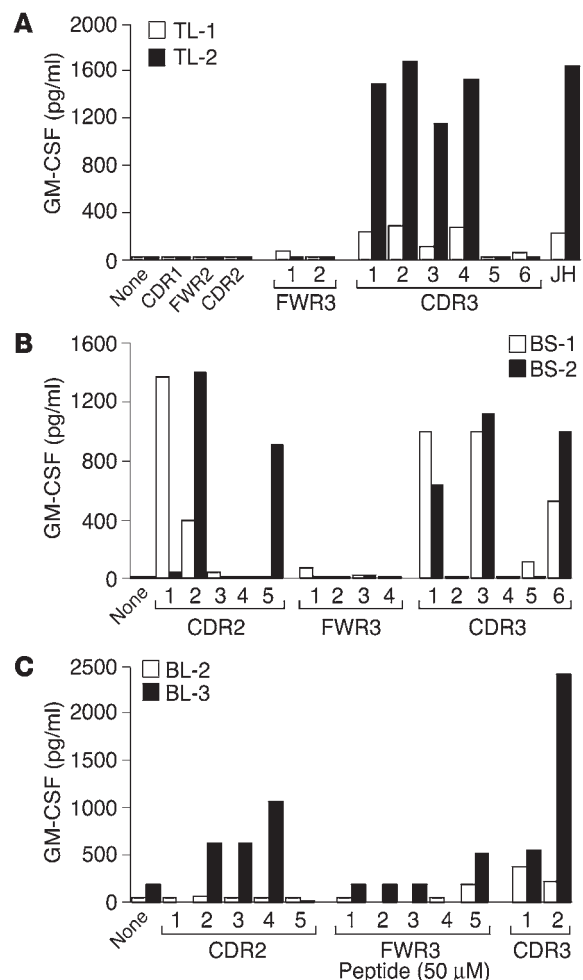 A
TL-1
TL-2
GM-CSF (pg/ml)
2000
1600
1200
800
400
0
None CDR1 FWR2 CDR2 1 2 1 2 3 4 5 6 JH
FWR3 CDR3
B
BS-1
BS-2
GM-CSF (pg/ml)
1600
1200
800
400
0
None 1 2 3 4 5 1 2 3 4 1 2 3 4 5 6
CDR2 FWR3 CDR3
C
BL-2
BL-3
GM-CSF (pg/ml)
2500
2000
1500
1000
500
0
None 1 2 3 4 5 1 2 3 4 5 1 2
CDR2 FWR3 CDR3
Peptide (50 μM)